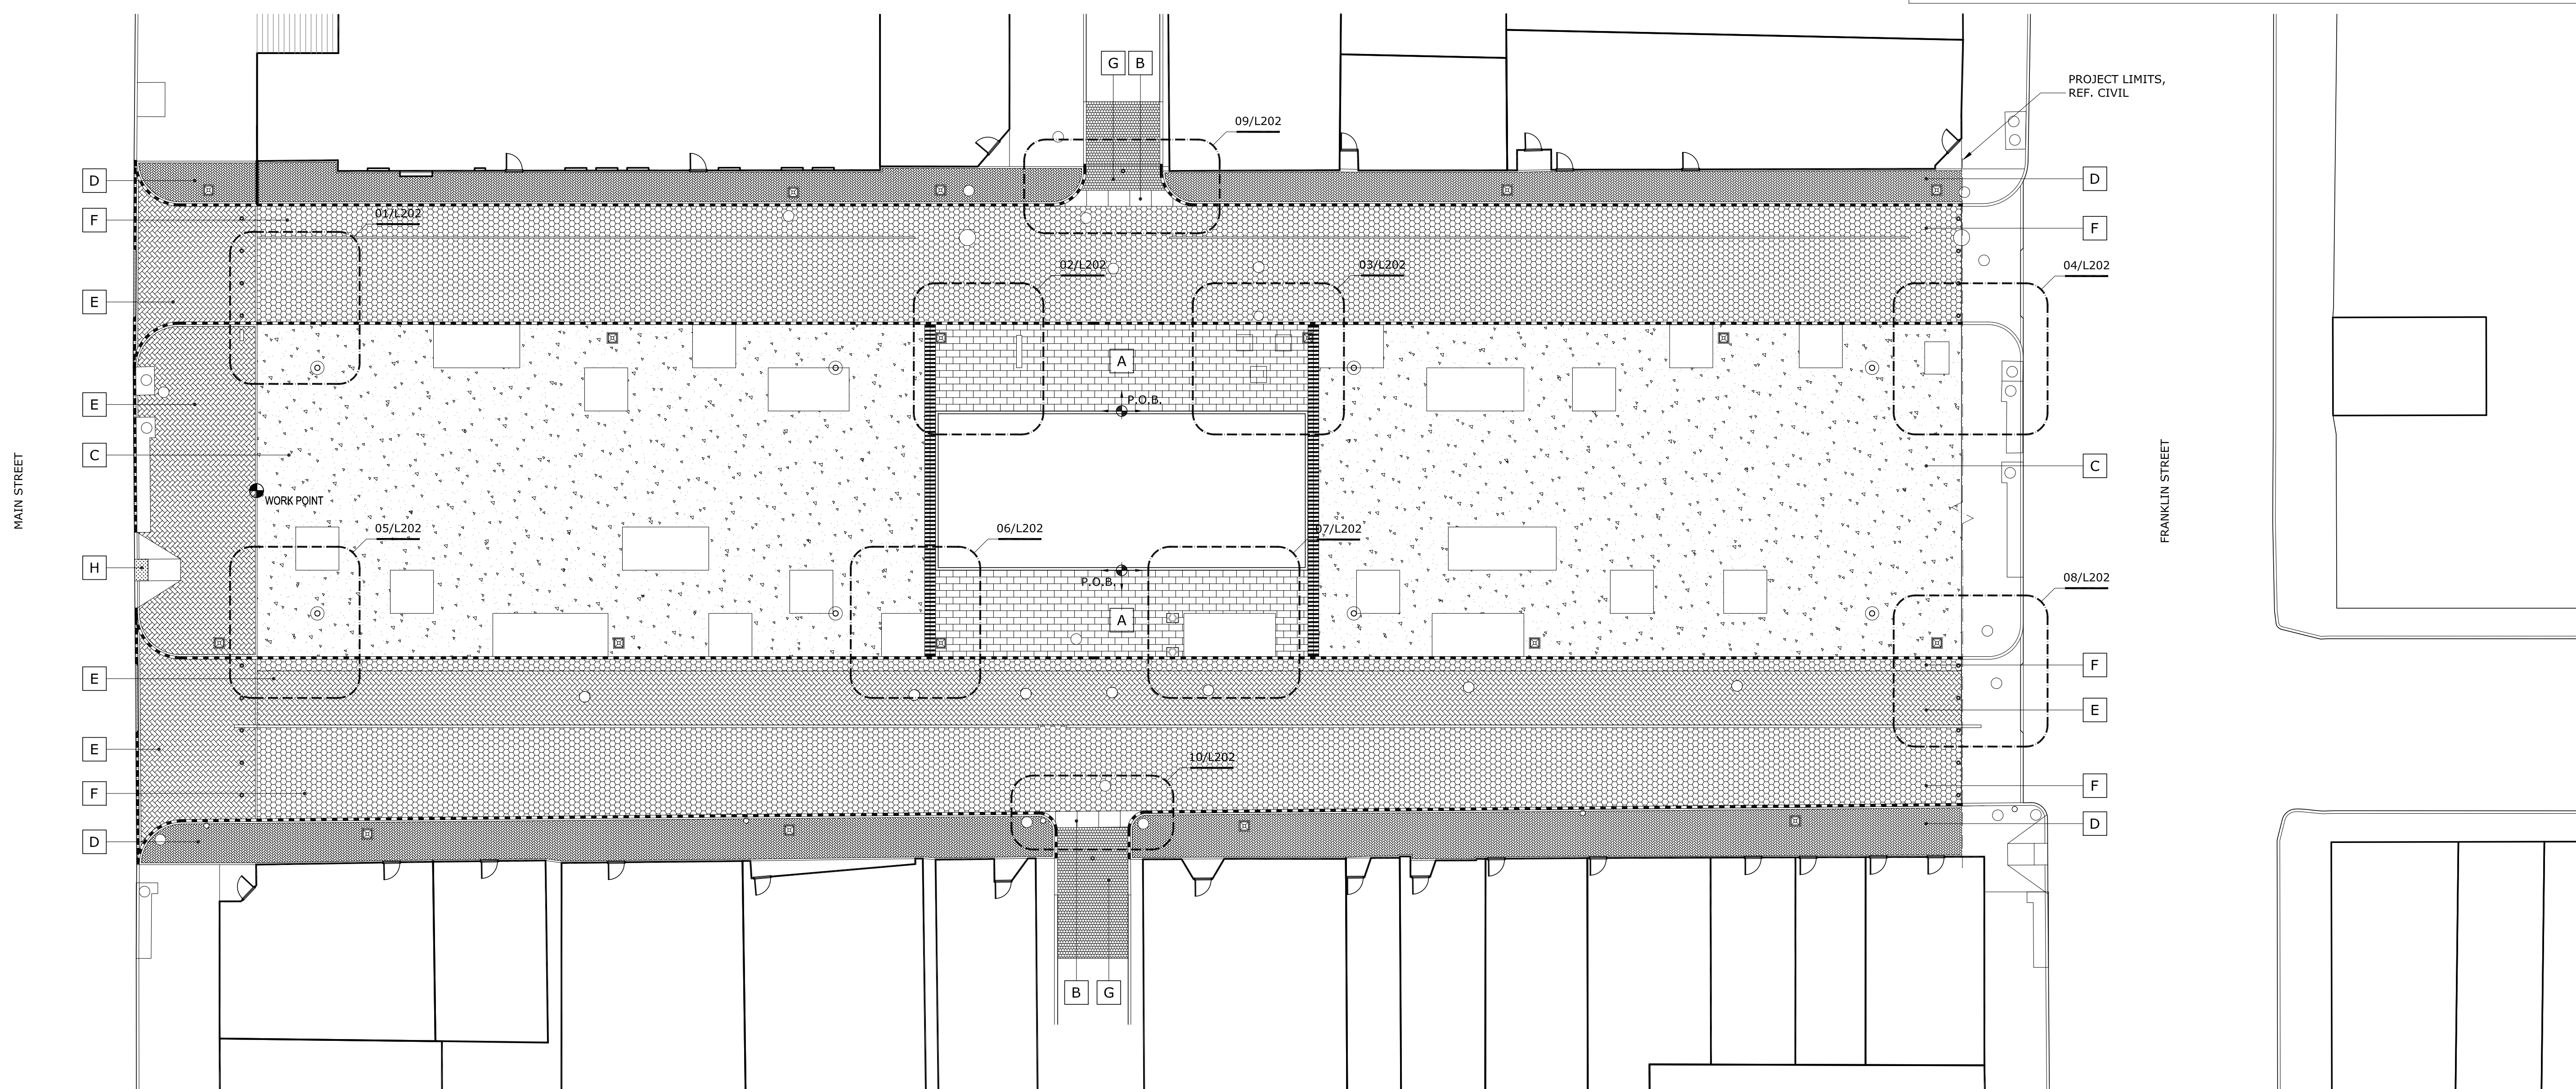 G B
PROJECT LIMITS,
REF. CIVIL
09/L202
D
D
F
01/L202
F
02/L202
03/L202
04/L202
E
A
P.O.B.
E
C
C
MAIN STREET
FRANKLIN STREET
WORK POINT
05/L202
06/L202
07/L202
H
P.O.B.
08/L202
A
F
E
E
E
10/L202
F
F
D
D
B G